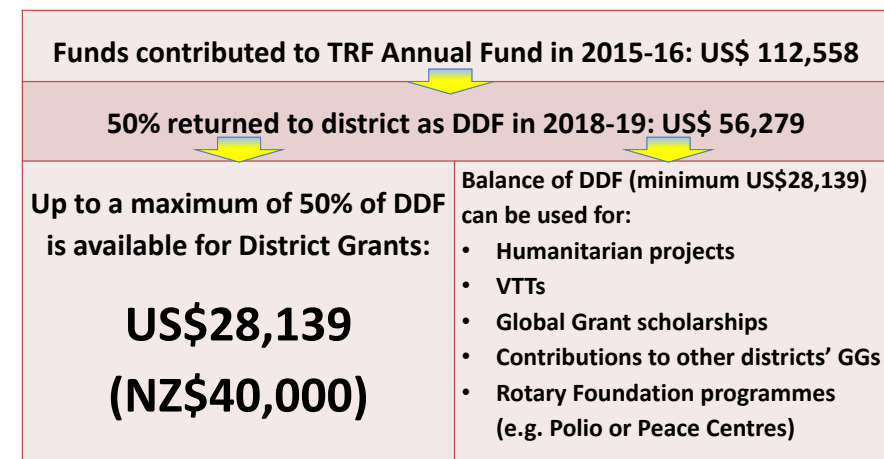 Funds contributed to TRF Annual Fund in 2015-16: US$ 112,558
50% returned to district as DDF in 2018-19: US$ 56,279
Up to a maximum of 50% of DDF
is available for District Grants:
US$28,139
(NZ$40,000)
Balance of DDF (minimum US$28,139)
can be used for:
• Humanitarian projects
• VTTs
• Global Grant scholarships
• Contributions to other districts’ GGs
• Rotary Foundation programmes
(e.g. Polio or Peace Centres)